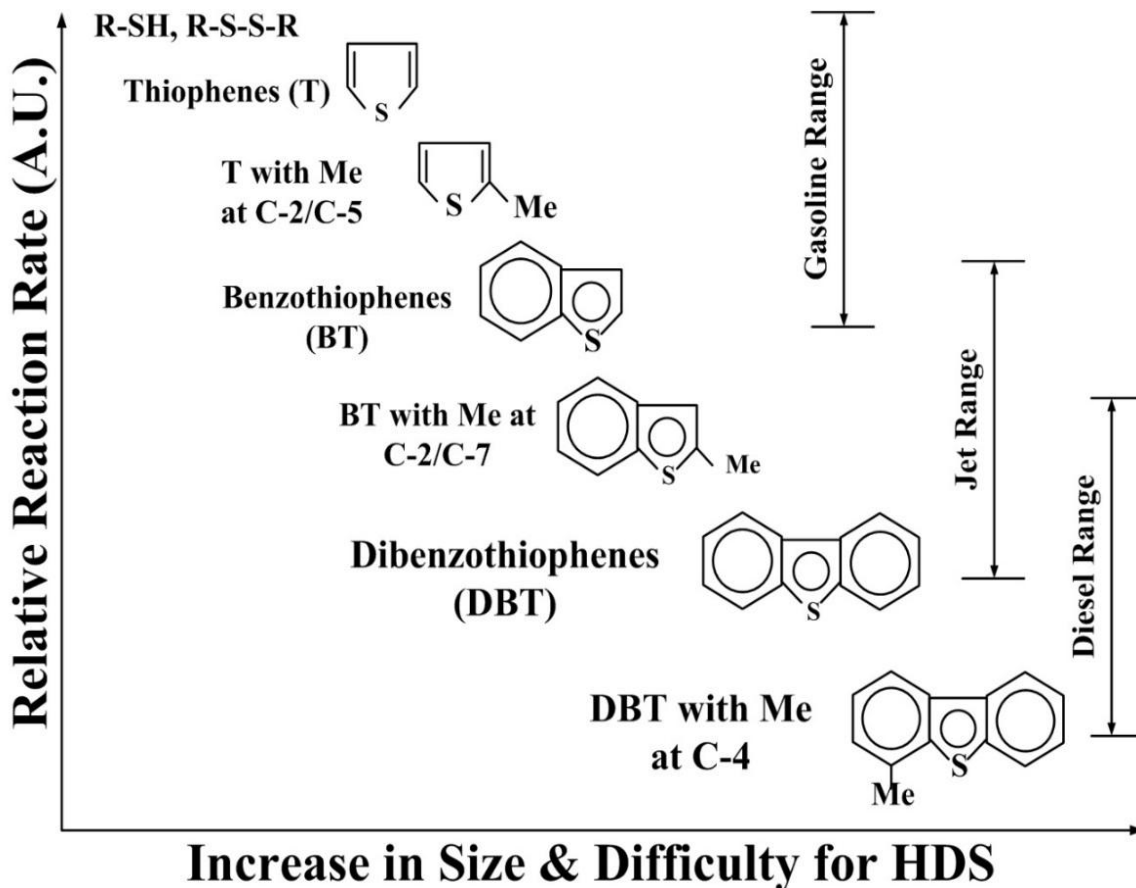 Relative Reaction Rate (A.U.)
R-SH, R-S-S-R
Thiophenes (T)
S
T with Me
at C-2/C-5
S
Me
Benzothiophenes
(BT)
S
BT with Me at
C-2/C-7
S
Me
Dibenzothiophenes
(DBT)
S
DBT with Me
at C-4
S
Me
Gasoline Range
Jet Range
Diesel Range
Increase in Size & Difficulty for HDS